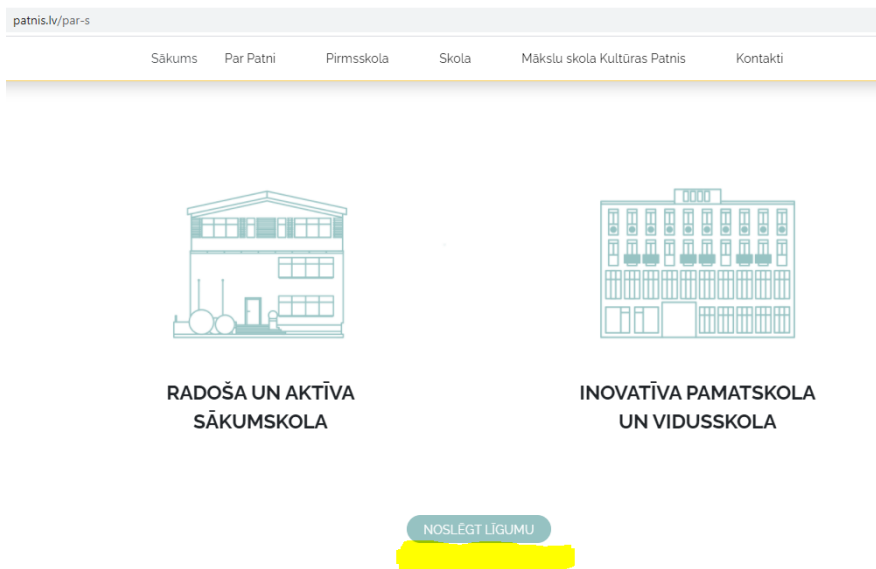 patnis.lv/par-s
Sākums Par Patni Pirmsskola Skola Mākslu skola Kultūras Patnis Kontakti
RADOŠA UN AKTĪVA
SĀKUMSKOLA
INOVATĪVA PAMATSKOLA
UN VIDUSSKOLA
NOSLĒGT LĪGUMU